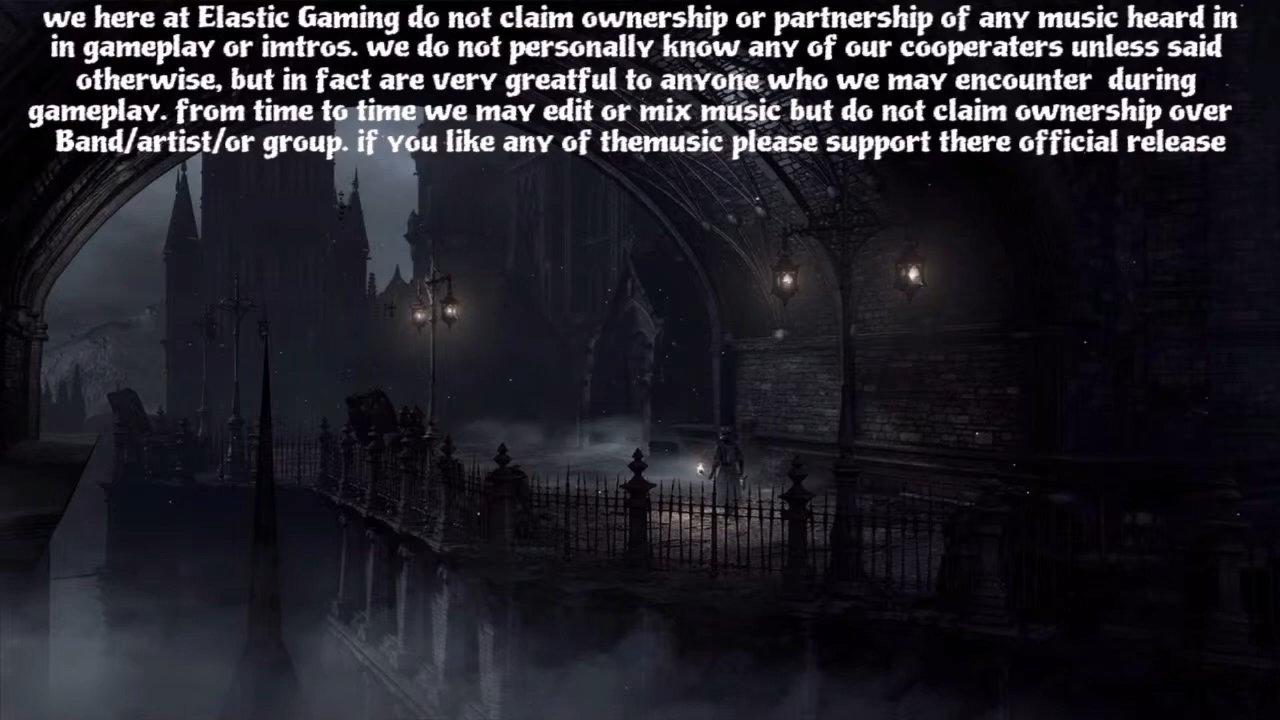 we here at Elastic Gaming do not claim ownership or partnership of any music heard in
in gameplay or imtros. we do not personally know any of our cooperaters unless said
otherwise, but in fact are very greatful to anyone who we may encounter during
gameplay. from time to time we may edit or mix music but do not claim ownership over
Band/artist/or group. if you like any of themusic please support there official release